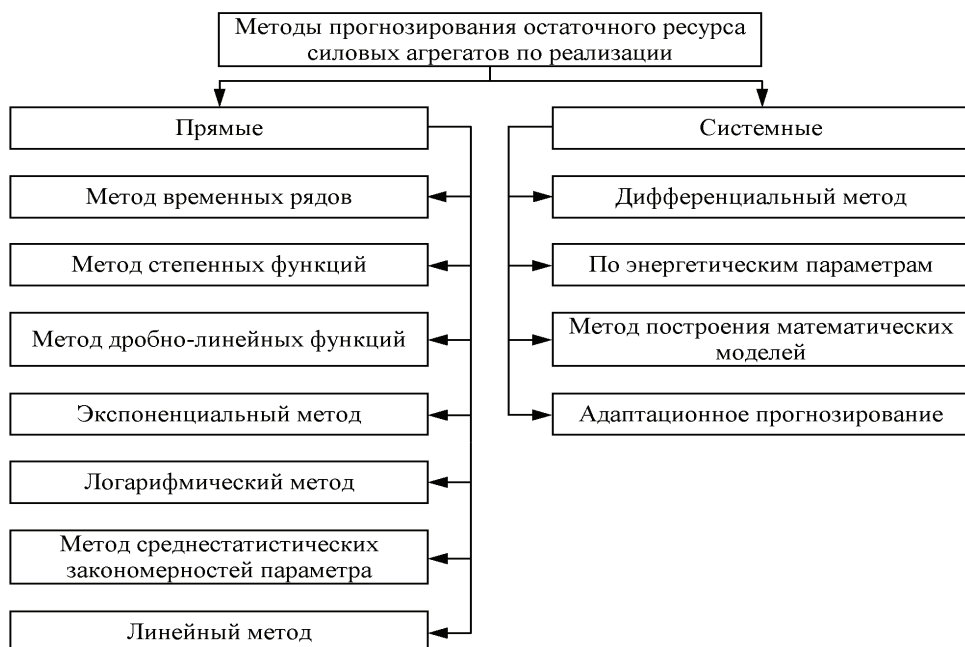 Методы прогнозирования остаточного ресурса
силовых агрегатов по реализации
Прямые
Метод временных рядов
Метод степенных функций
Метод дробно-линейных функций
Экспоненциальный метод
Логарифмический метод
Метод среднестатистических
закономерностей параметра
Линейный метод
Системные
Дифференциальный метод
По энергетическим параметрам
Метод построения математических
моделей
Адаптационное прогнозирование